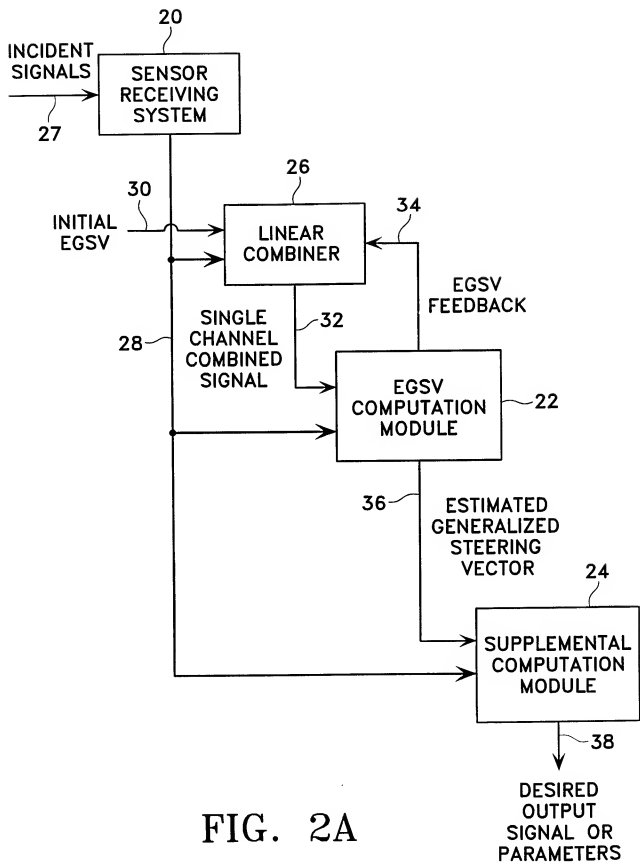 20
INCIDENT
SIGNALS
27
SENSOR
RECEIVING
SYSTEM
26
30
INITIAL
EGSV
LINEAR
COMBINER
34
EGSV
FEEDBACK
32
SINGLE
CHANNEL
COMBINED
SIGNAL
28
EGSV
COMPUTATION
MODULE
22
36
ESTIMATED
GENERALIZED
STEERING
VECTOR
24
SUPPLEMENTAL
COMPUTATION
MODULE
38
DESIRED
OUTPUT
SIGNAL OR
PARAMETERS
FIG. 2A